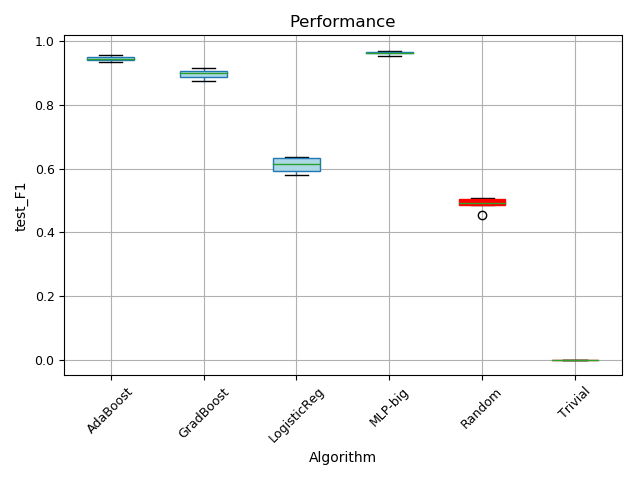 Performance
1.0
0.8
0.6
0.4
0.2
0.0
test_F1
AdaBoost
GradBoost
LogisticReg
MLP-big
Random
Trivial
Algorithm